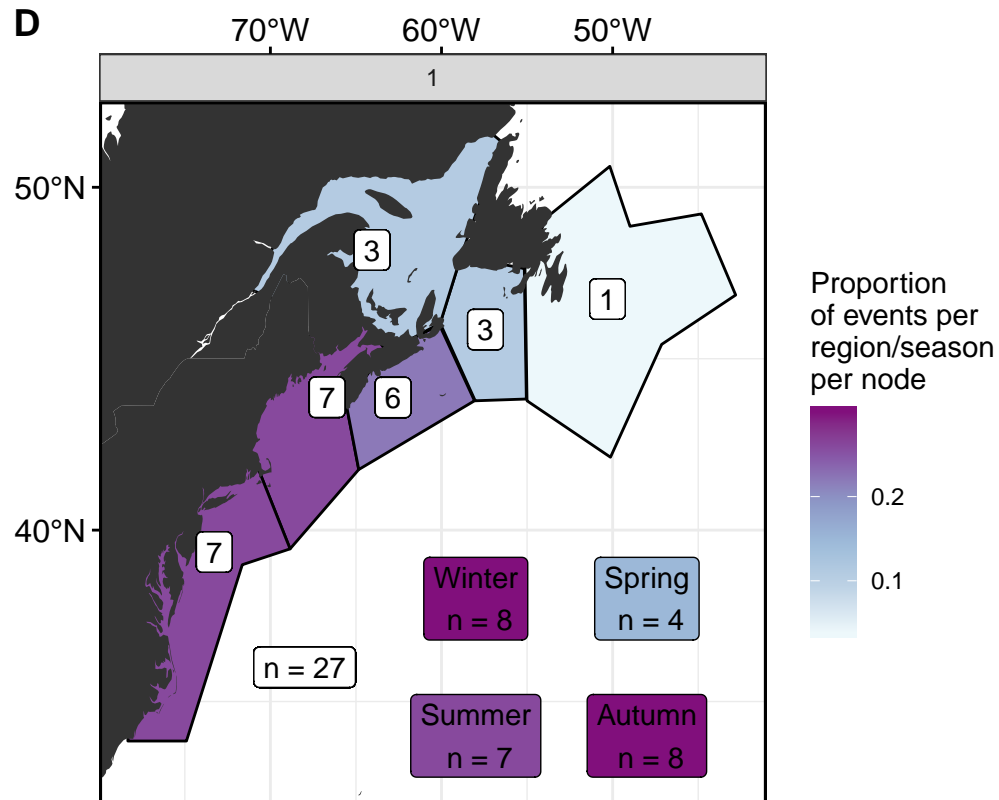 D
70°W 60°W 50°W
1
50°N
40°N
3
3
1
7
6
7
n = 27
Winter
n = 8
Spring
n = 4
Summer
n = 7
Autumn
n = 8
Proportion
of events per
region/season
per node
0.2
0.1